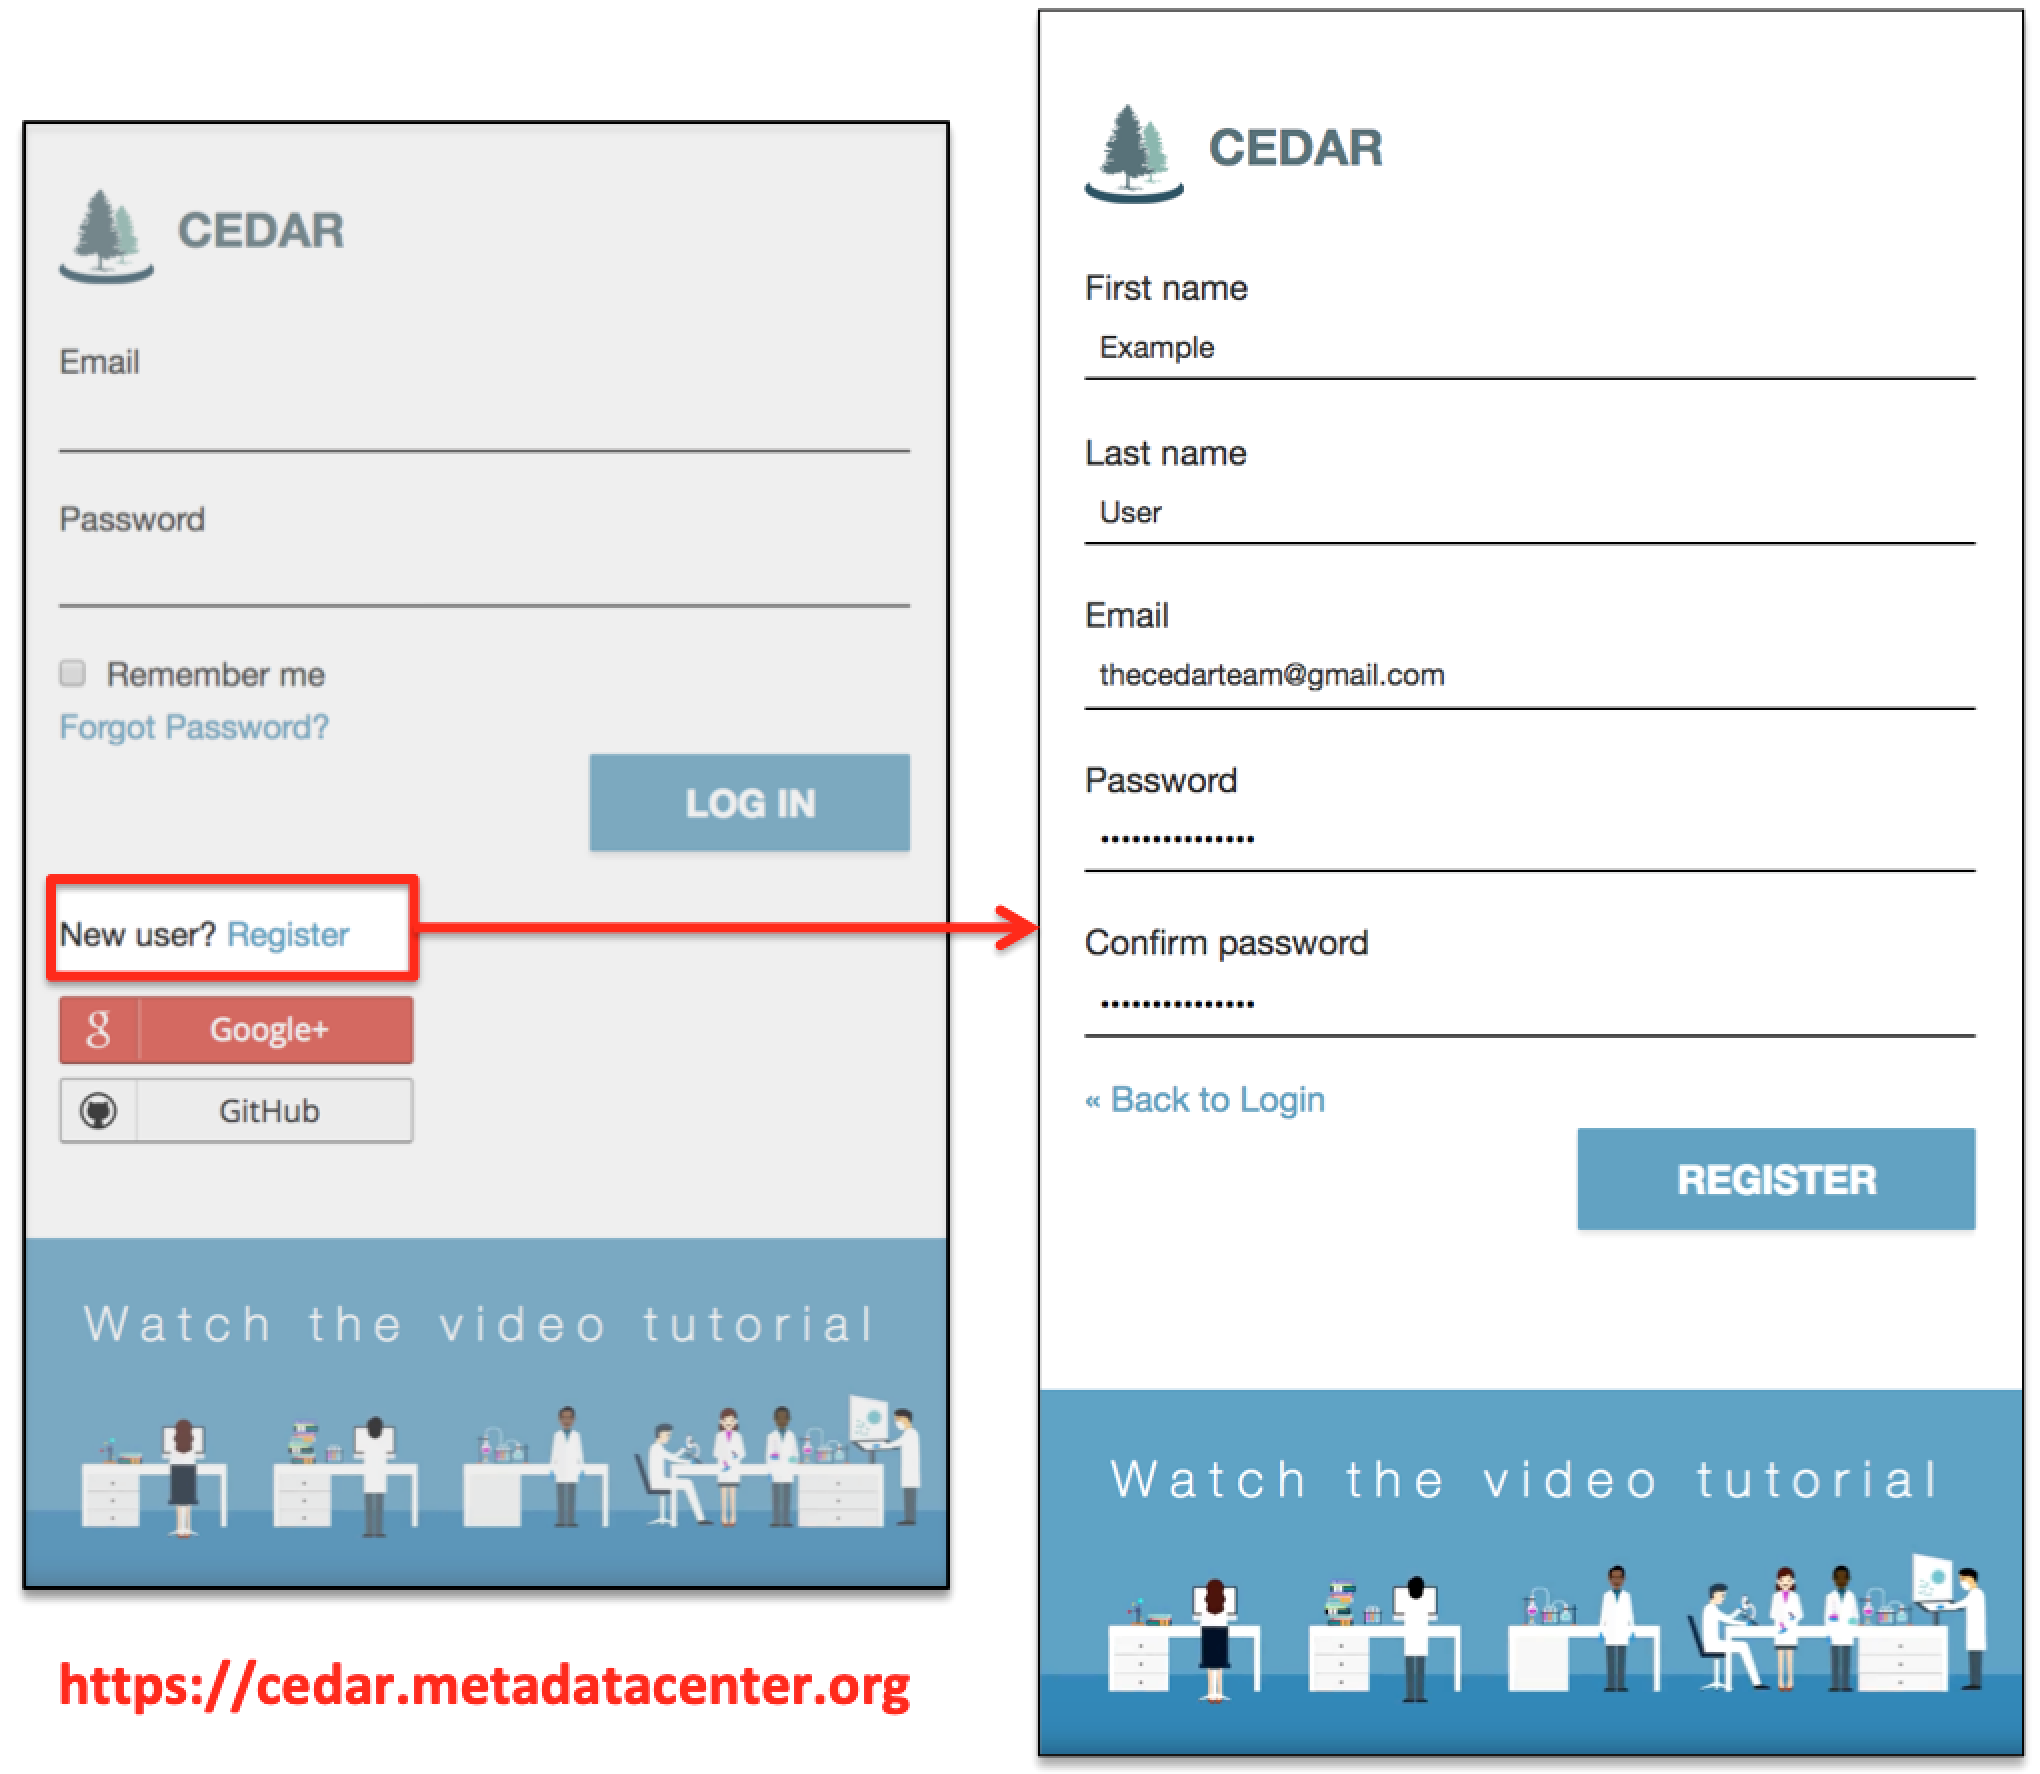 CEDAR
Email
Password
Remember me
Forgot Password?
LOG IN
New user? Register
Google+
GitHub
Watch the video tutorial
https://cedar.metadatacenter.org
CEDAR
First name
Example
Last name
User
Email
thecedarteam@gmail.com
Password
•••••••••••••••
Confirm password
•••••••••••••••
« Back to Login
REGISTER
Watch the video tutorial